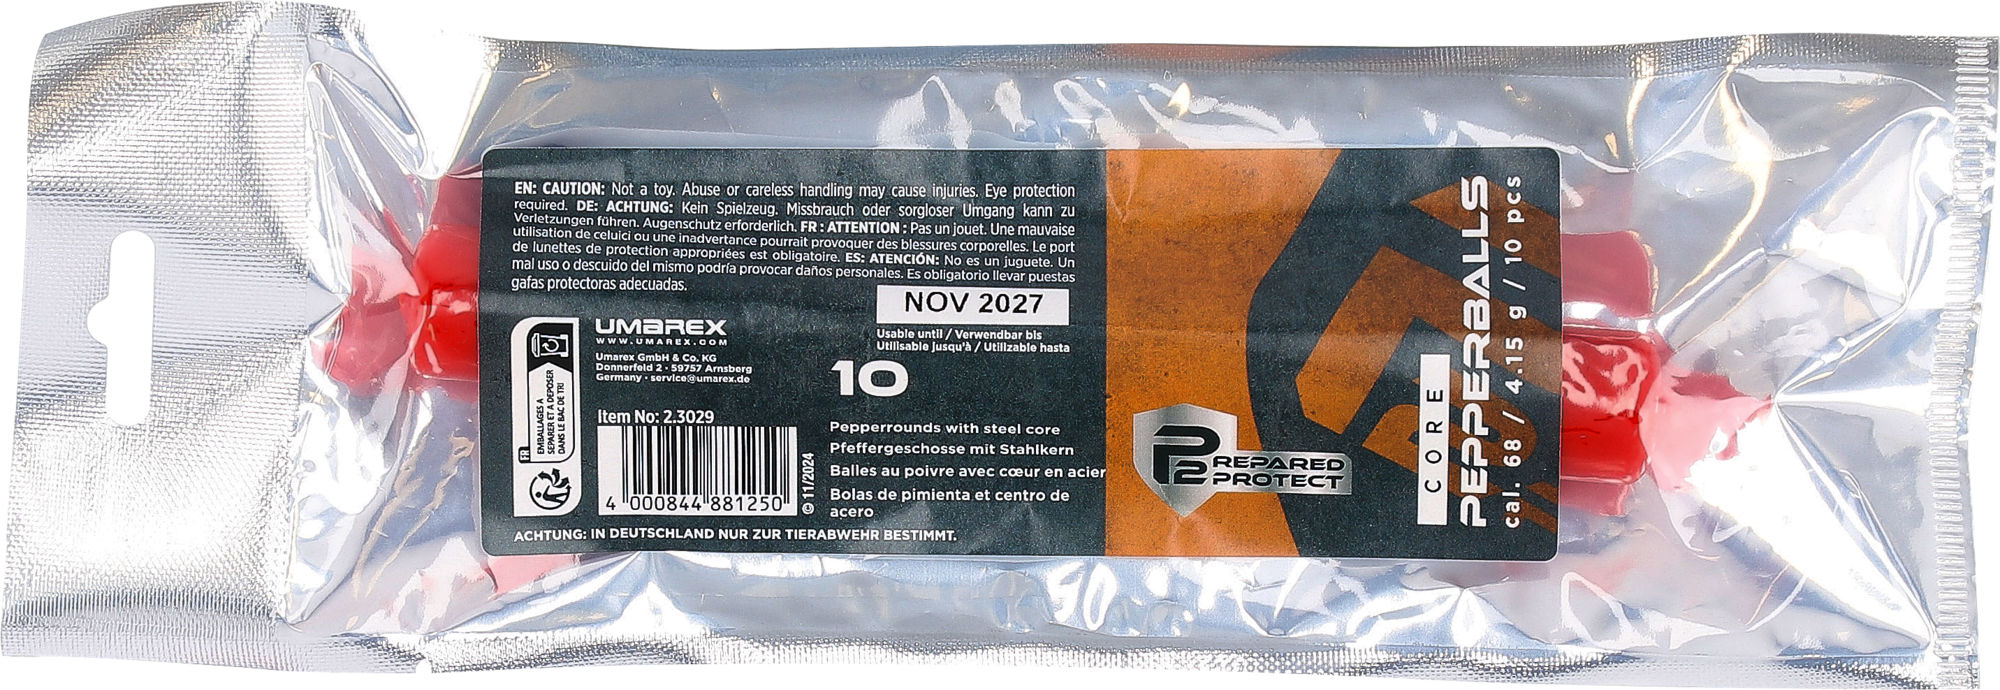 EN: CAUTION: Not a toy. Abuse or careless handling may cause injuries. Eye protection
required. DE: ACHTUNG: Kein Spielzeug. Missbrauch oder sorgloser Umgang kann zu
Verletzungen führen. Augenschutz erforderlich. FR : ATTENTION : Pas un jouet. Une mauvaise
utilisation de celuici ou une inadvertance pourrait provoquer des blessures corporelles. Le port
de lunettes de protection appropriées est obligatoire. ES: ATENCIÓN: No es un juguete. Un
mal uso o descuido del mismo podría provocar daños personales. Es obligatorio llevar puestas
gafas protectoras adecuadas.
NOV 2027
Usable until / Verwendbar bis
Utilisable jusqu'à / Utilizable hasta
FR
EMBALLAGES A
SEPARER ET A DEPOSER
DANS LE BAC DE TRI
UMAREX
WWW.UMAREX.COM
Umarex GmbH & Co. KG
Donnerfeld 2 · 59757 Arnsberg
Germany · service@umarex.de
Item No: 2.3029
4 000844 881250
© 11/2024
10
Pepperrounds with steel core
Pfeffergeschosse mit Stahlkern
Balles au poivre avec cœur en acier
Bolas de pimienta et centro de
acero
ACHTUNG: IN DEUTSCHLAND NUR ZUR TIERABWEHR BESTIMMT.
P2
REPARED
PROTECT
CORE
PEPPERBALLS
cal. 68 / 4.15 g / 10 pcs